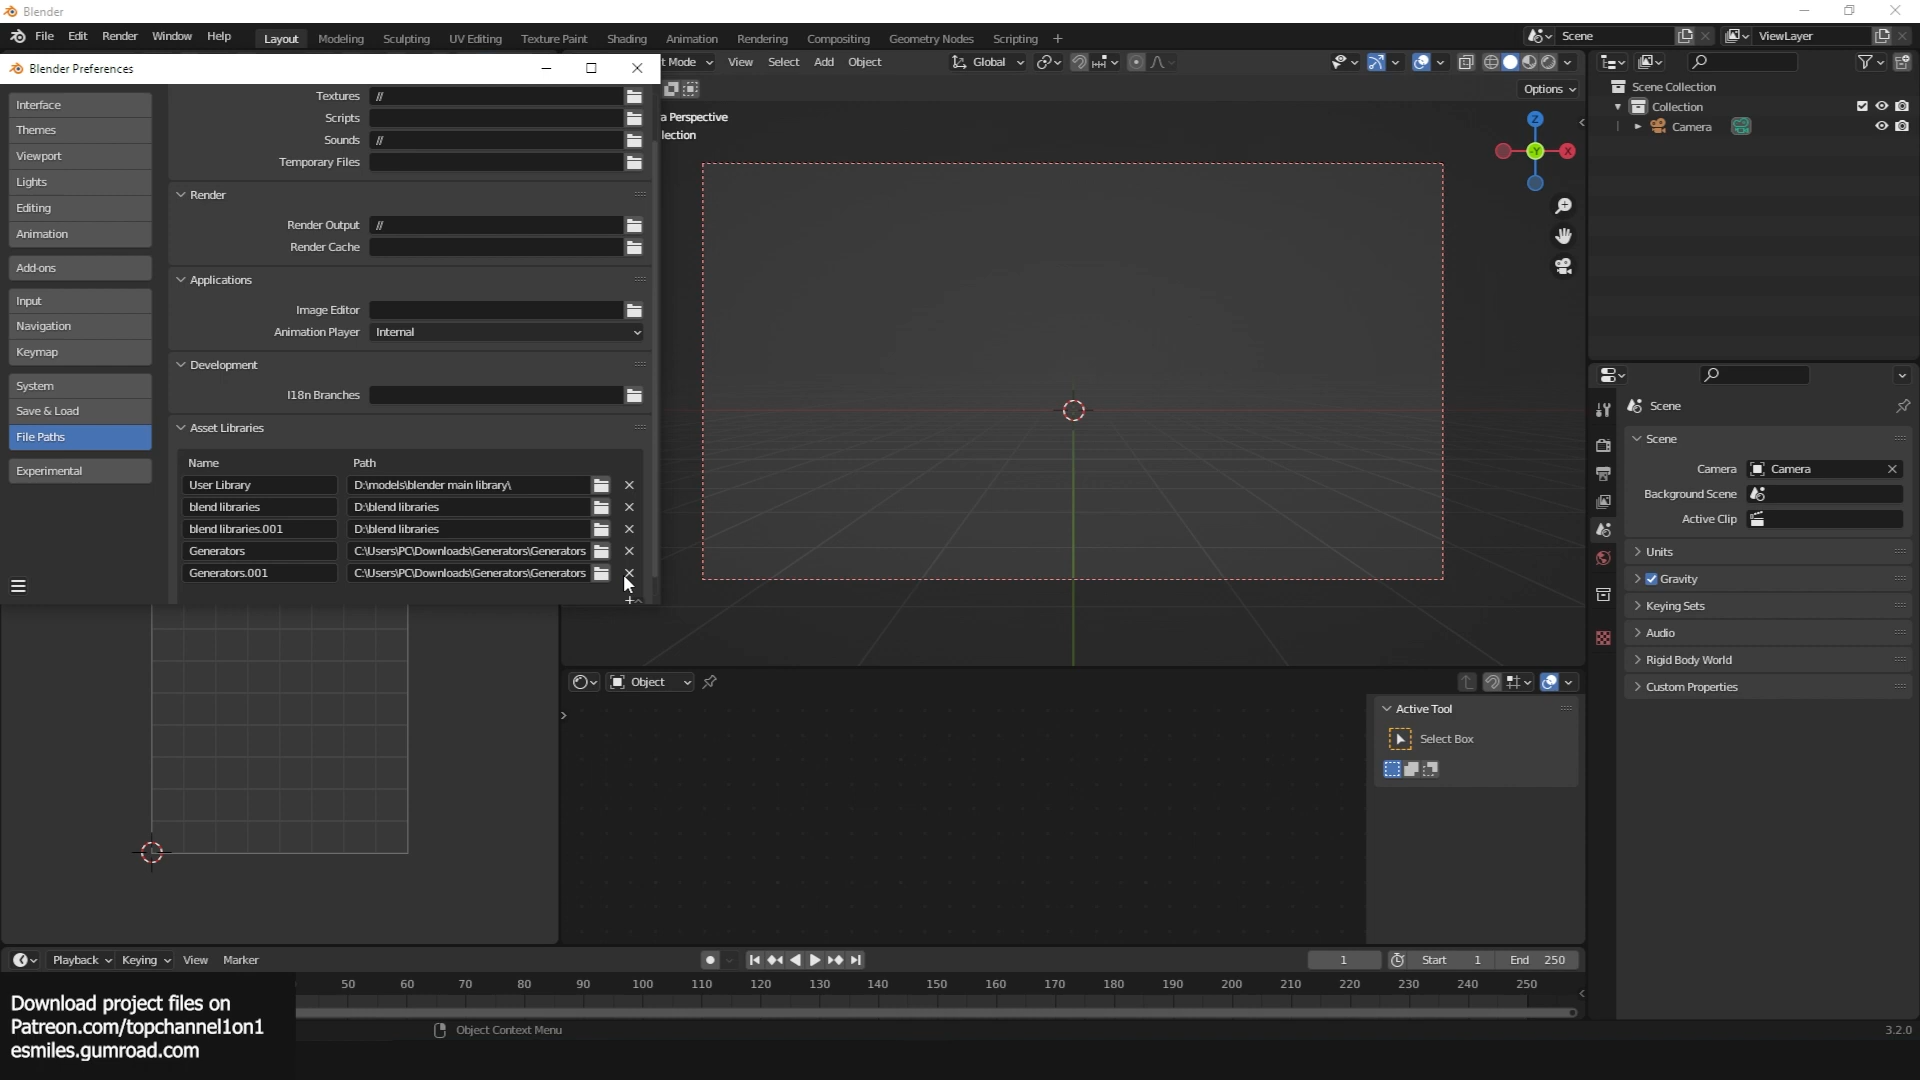 Blender
File Edit Render Window Help
Layout Modeling Sculpting UV Editing Texture Paint Shading Animation Rendering Compositing Geometry Nodes Scripting +
Scene
ViewLayer
Blender Preferences
t Mode View Select Add Object
Global
Options
a Perspective
lection
Z
-Y
X
Interface
Themes
Viewport
Lights
Editing
Animation
Add-ons
Input
Navigation
Keymap
System
Save & Load
File Paths
Experimental
Textures //
Scripts
Sounds //
Temporary Files
Render
Render Output //
Render Cache
Applications
Image Editor
Animation Player Internal
Development
I18n Branches
Asset Libraries
Name Path
User Library D:\models\blender main library\
blend libraries D:\blend libraries
blend libraries.001 D:\blend libraries
Generators C:\Users\PC\Downloads\Generators\Generators
Generators.001 C:\Users\PC\Downloads\Generators\Generators
Scene Collection
Collection
Camera
Scene
Scene
Camera Camera
Background Scene
Active Clip
Units
Gravity
Keying Sets
Audio
Rigid Body World
Custom Properties
Object
Active Tool
Select Box
Playback Keying View Marker
1 Start 1 End 250
50 60 70 80 90 100 110 120 130 140 150 160 170 180 190 200 210 220 230 240 250
Object Context Menu
3.2.0
Download project files on
Patreon.com/topchannel1on1
esmiles.gumroad.com